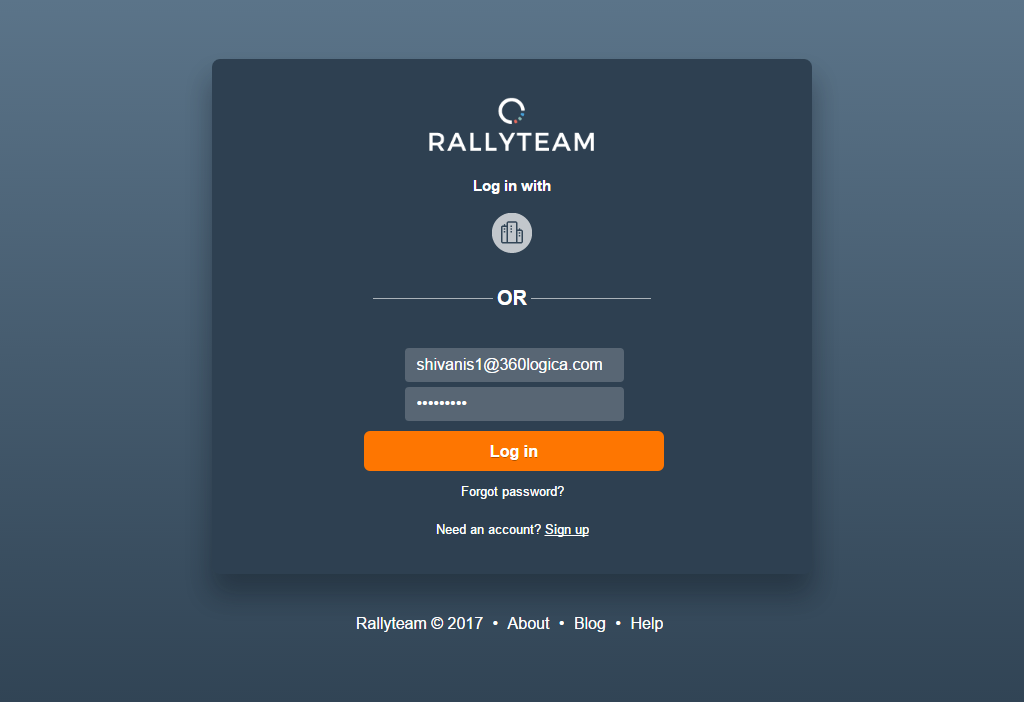 RALLYTEAM
Log in with
OR
shivanis1@360logica.com
•••••••••
Log in
Forgot password?
Need an account? Sign up
Rallyteam © 2017 • About • Blog • Help